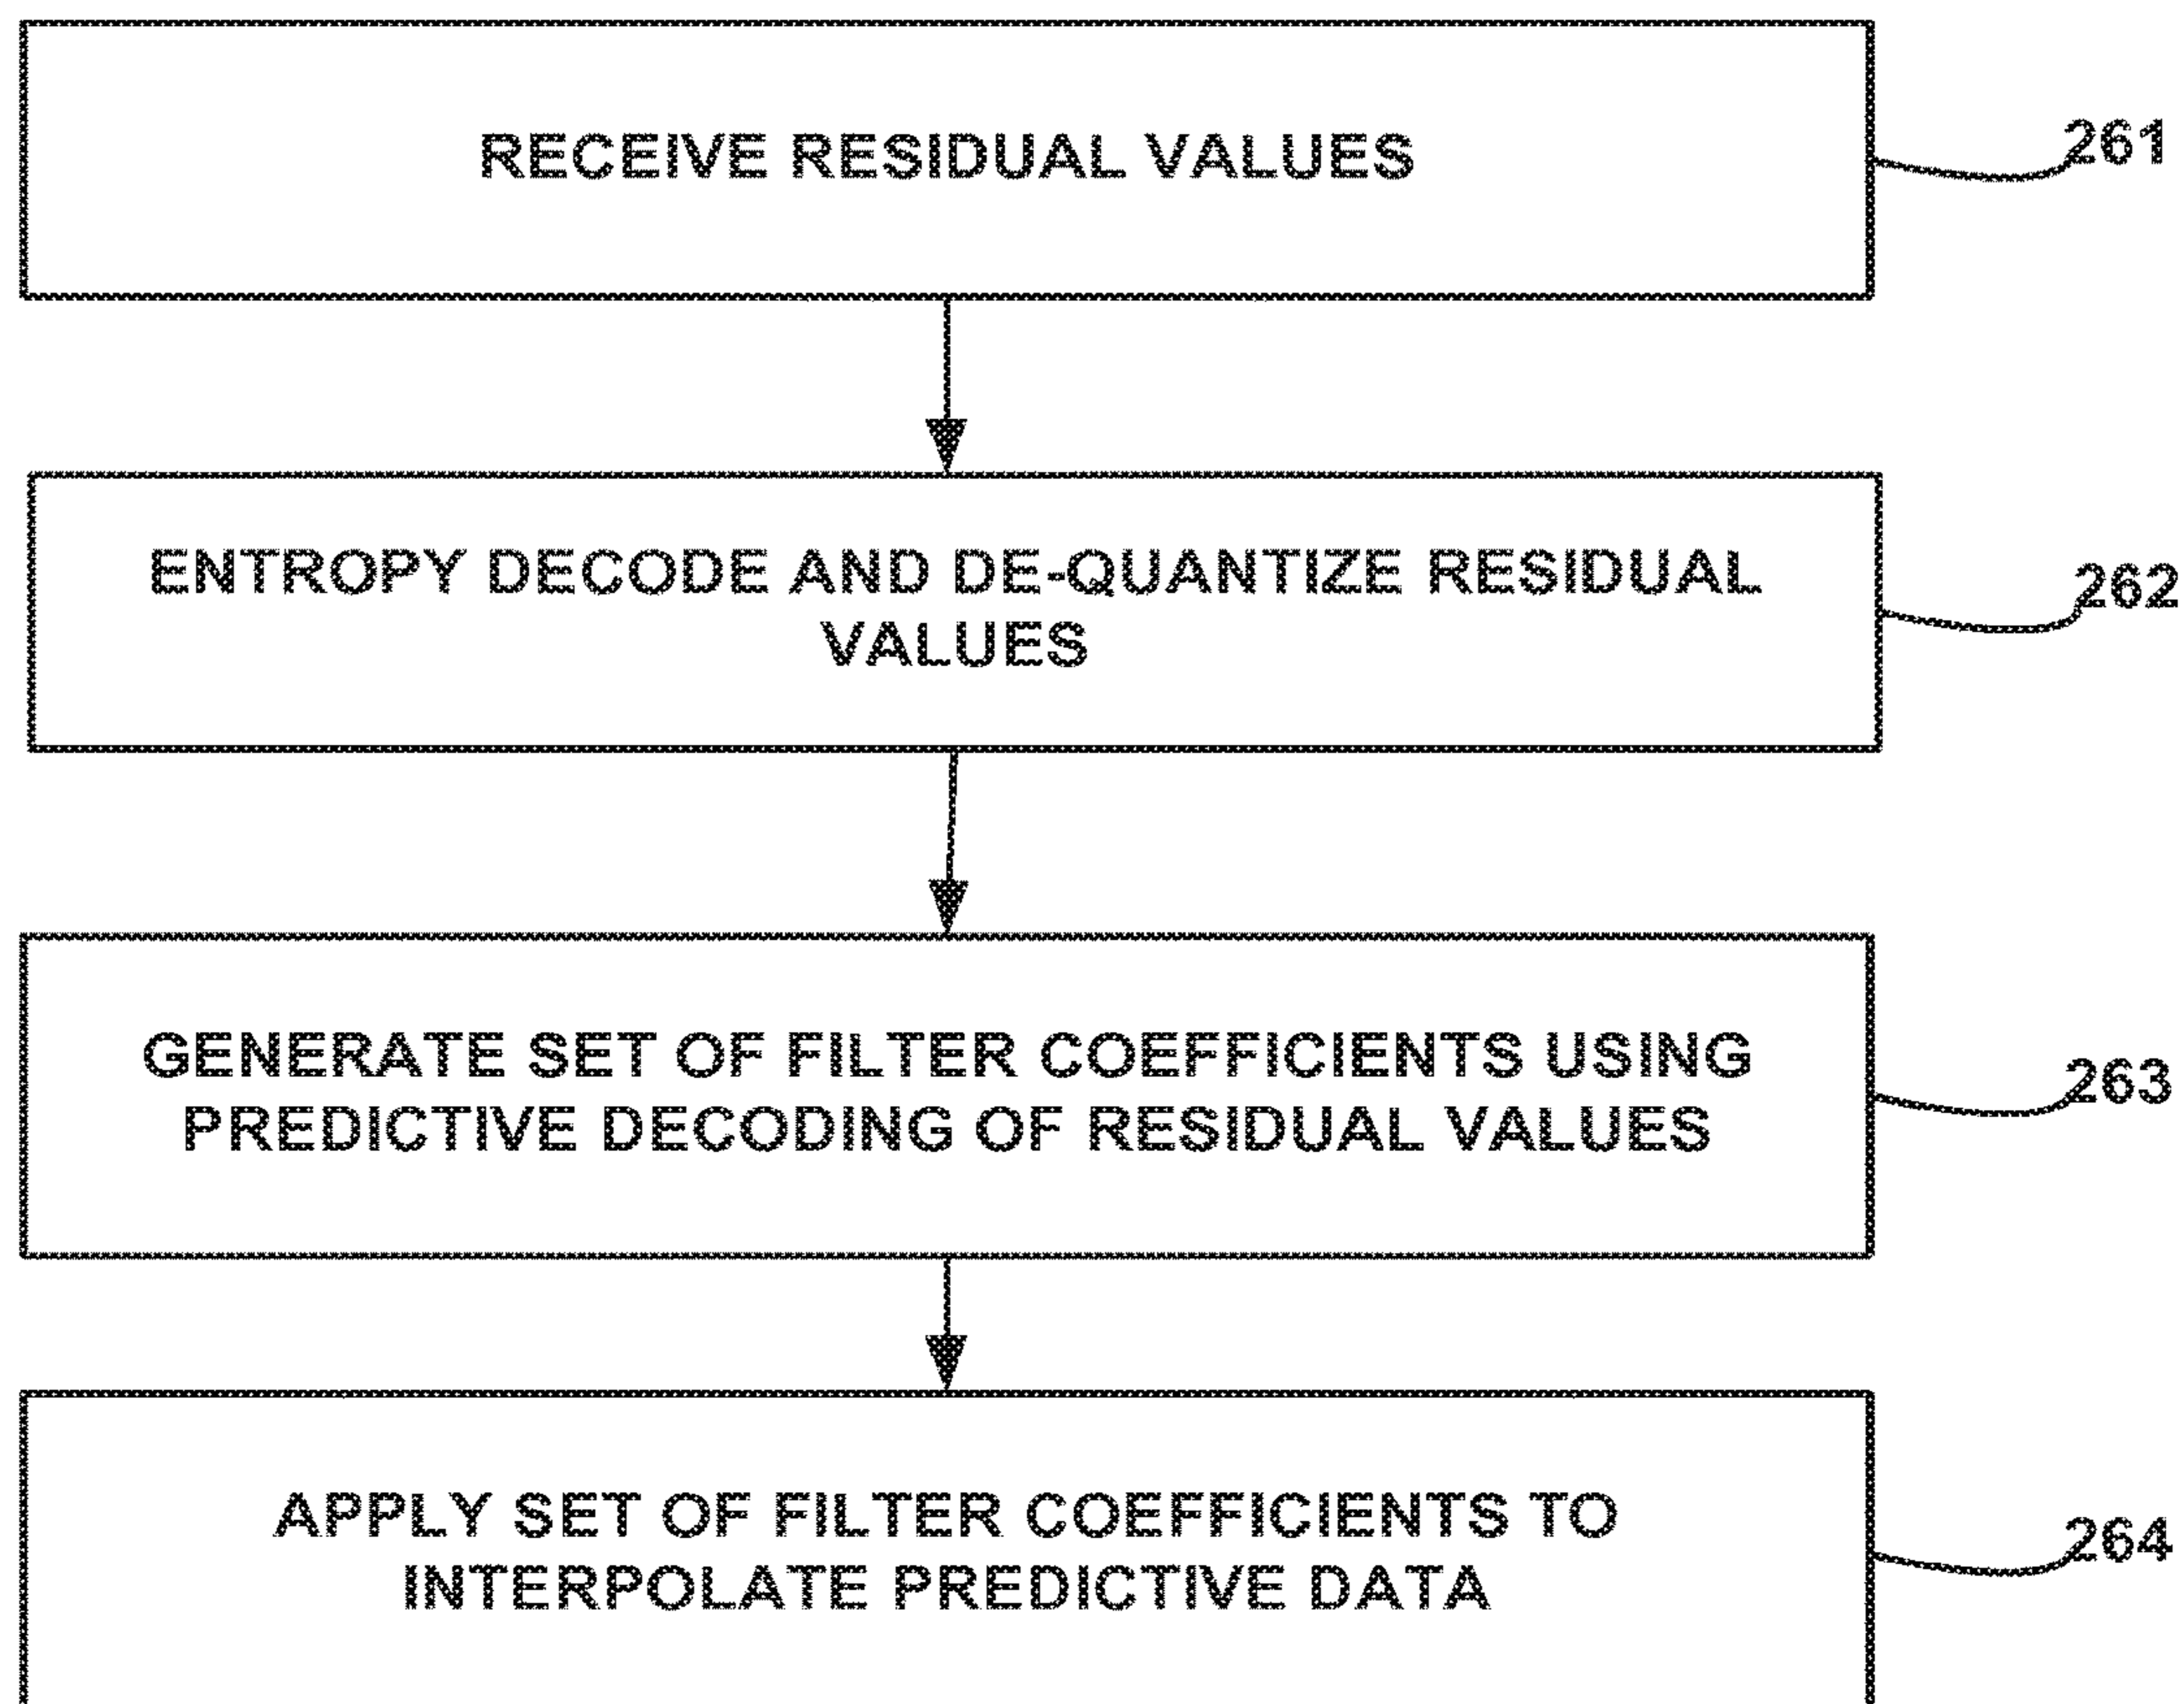 RECEIVE RESIDUAL VALUES
261
ENTROPY DECODE AND DE-QUANTIZE RESIDUAL
VALUES
262
GENERATE SET OF FILTER COEFFICIENTS USING
PREDICTIVE DECODING OF RESIDUAL VALUES
263
APPLY SET OF FILTER COEFFICIENTS TO
INTERPOLATE PREDICTIVE DATA
264